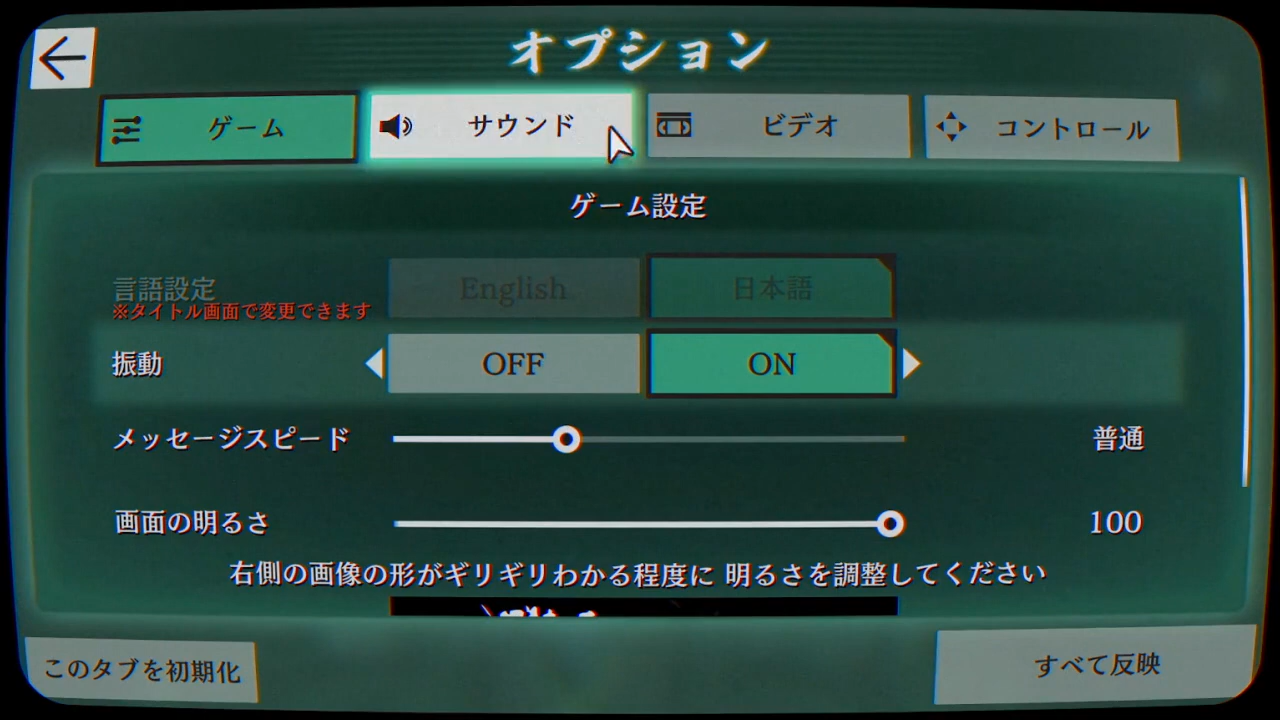 オプション
ゲーム
サウンド
ビデオ
コントロール
ゲーム設定
言語設定
English
日本語
※タイトル画面で変更できます
振動
OFF
ON
メッセージスピード
普通
画面の明るさ
100
右側の画像の形がギリギリわかる程度に 明るさを調整してください
このタブを初期化
すべて反映